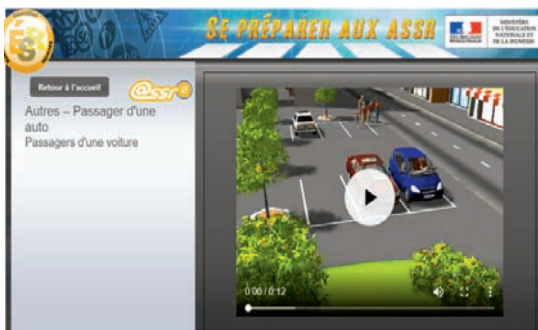 SE PRÉPARER AUX ASSR
MINISTÈRE
DE L'ÉDUCATION
NATIONALE ET
DE LA JEUNESSE
Retour à l'accueil
@ssr2
Autres – Passager d'une
auto
Passagers d'une voiture
0:00 / 0:12